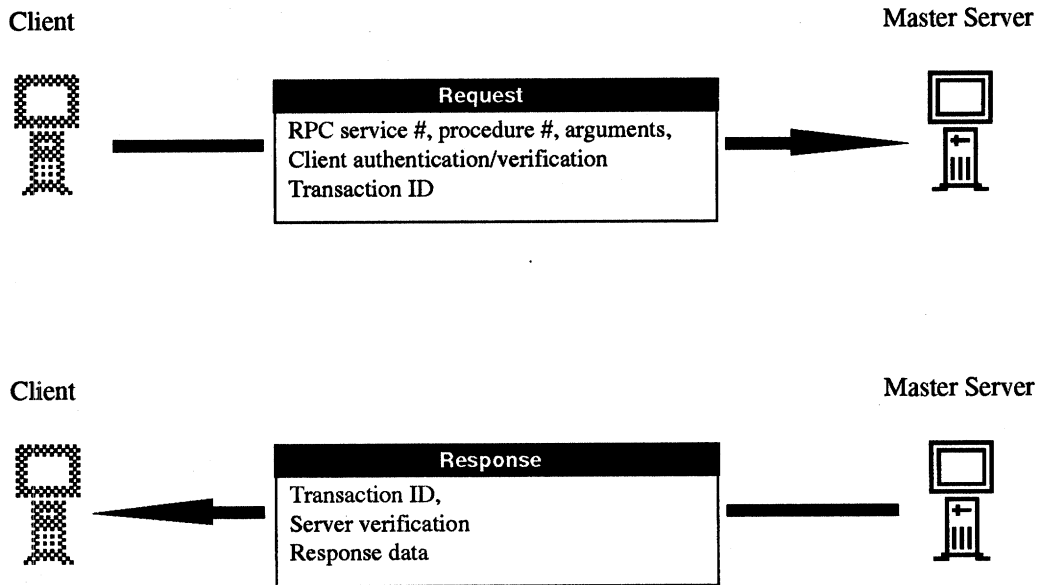 Client
Master Server
Request
RPC service #, procedure #, arguments,
Client authentication/verification
Transaction ID
Client
Master Server
Response
Transaction ID,
Server verification
Response data